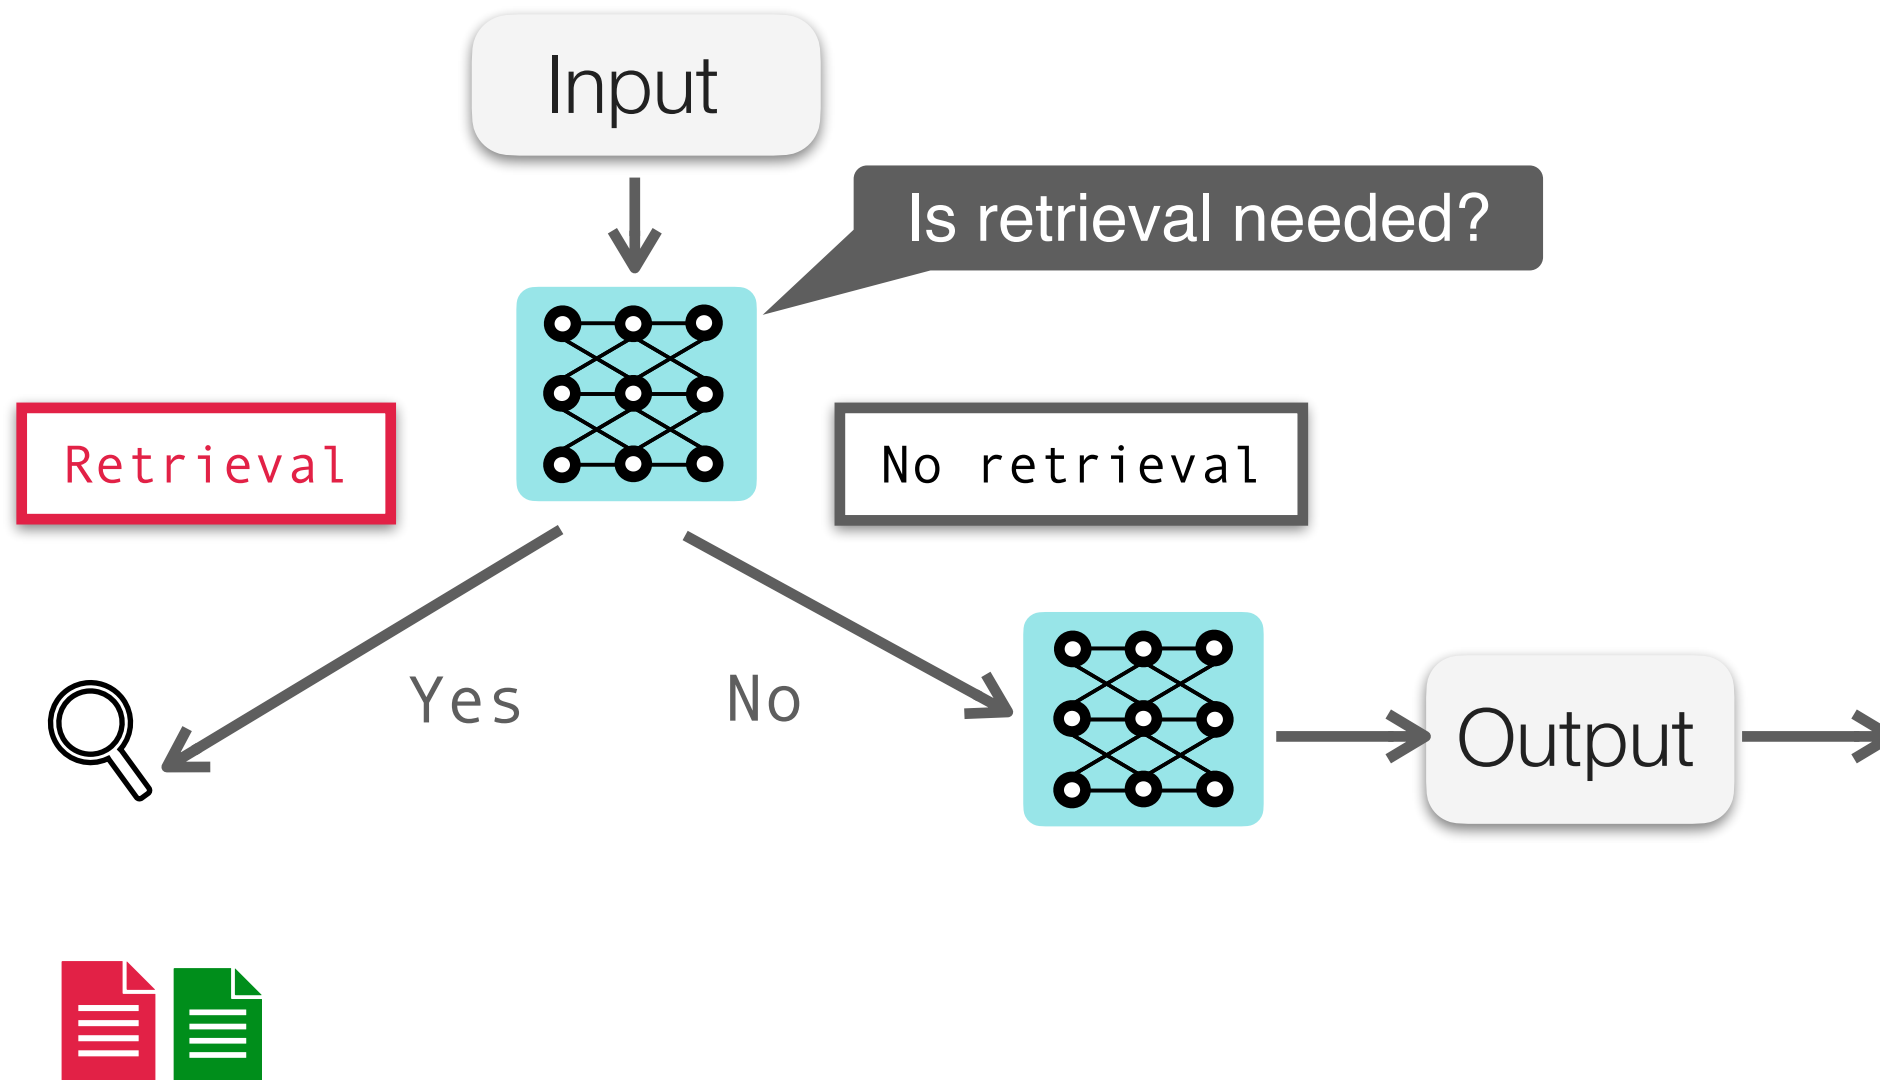 Input
Is retrieval needed?
Retrieval
No retrieval
Yes
No
Output